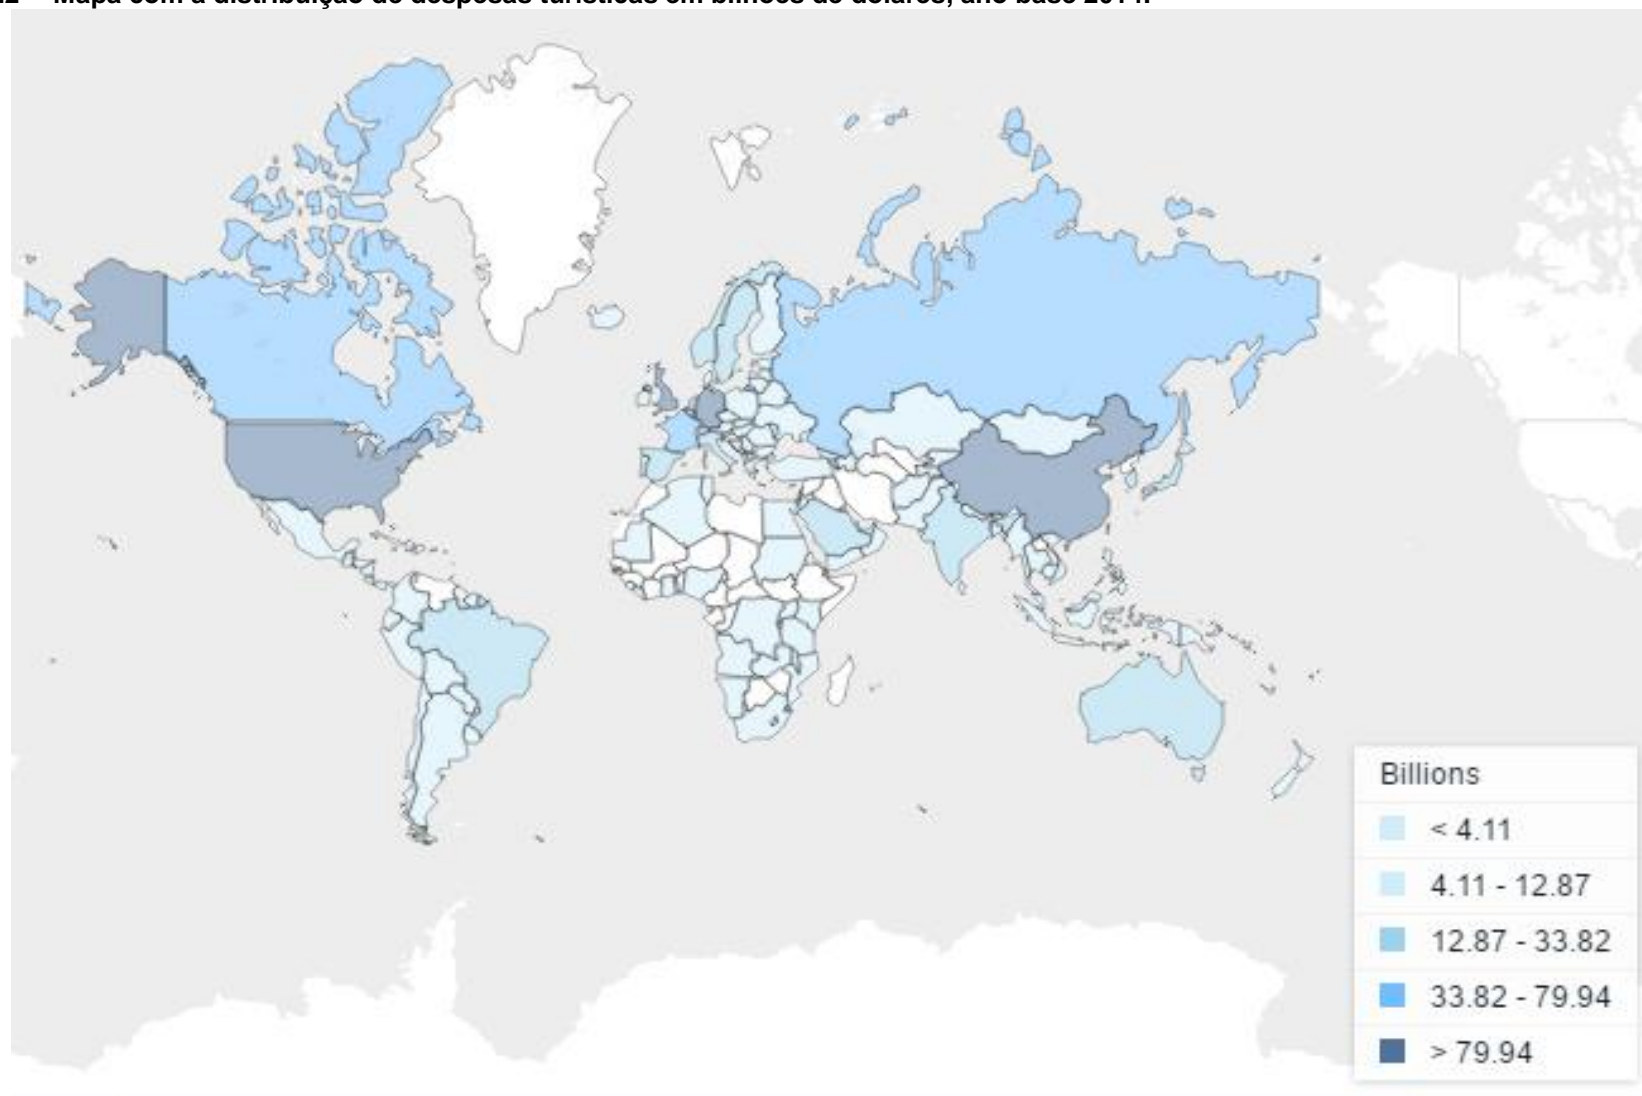 Mapa com a distribuição de despesas turísticas em bilhões de dólares, ano base 2014.
Billions
< 4.11
4.11 - 12.87
12.87 - 33.82
33.82 - 79.94
> 79.94